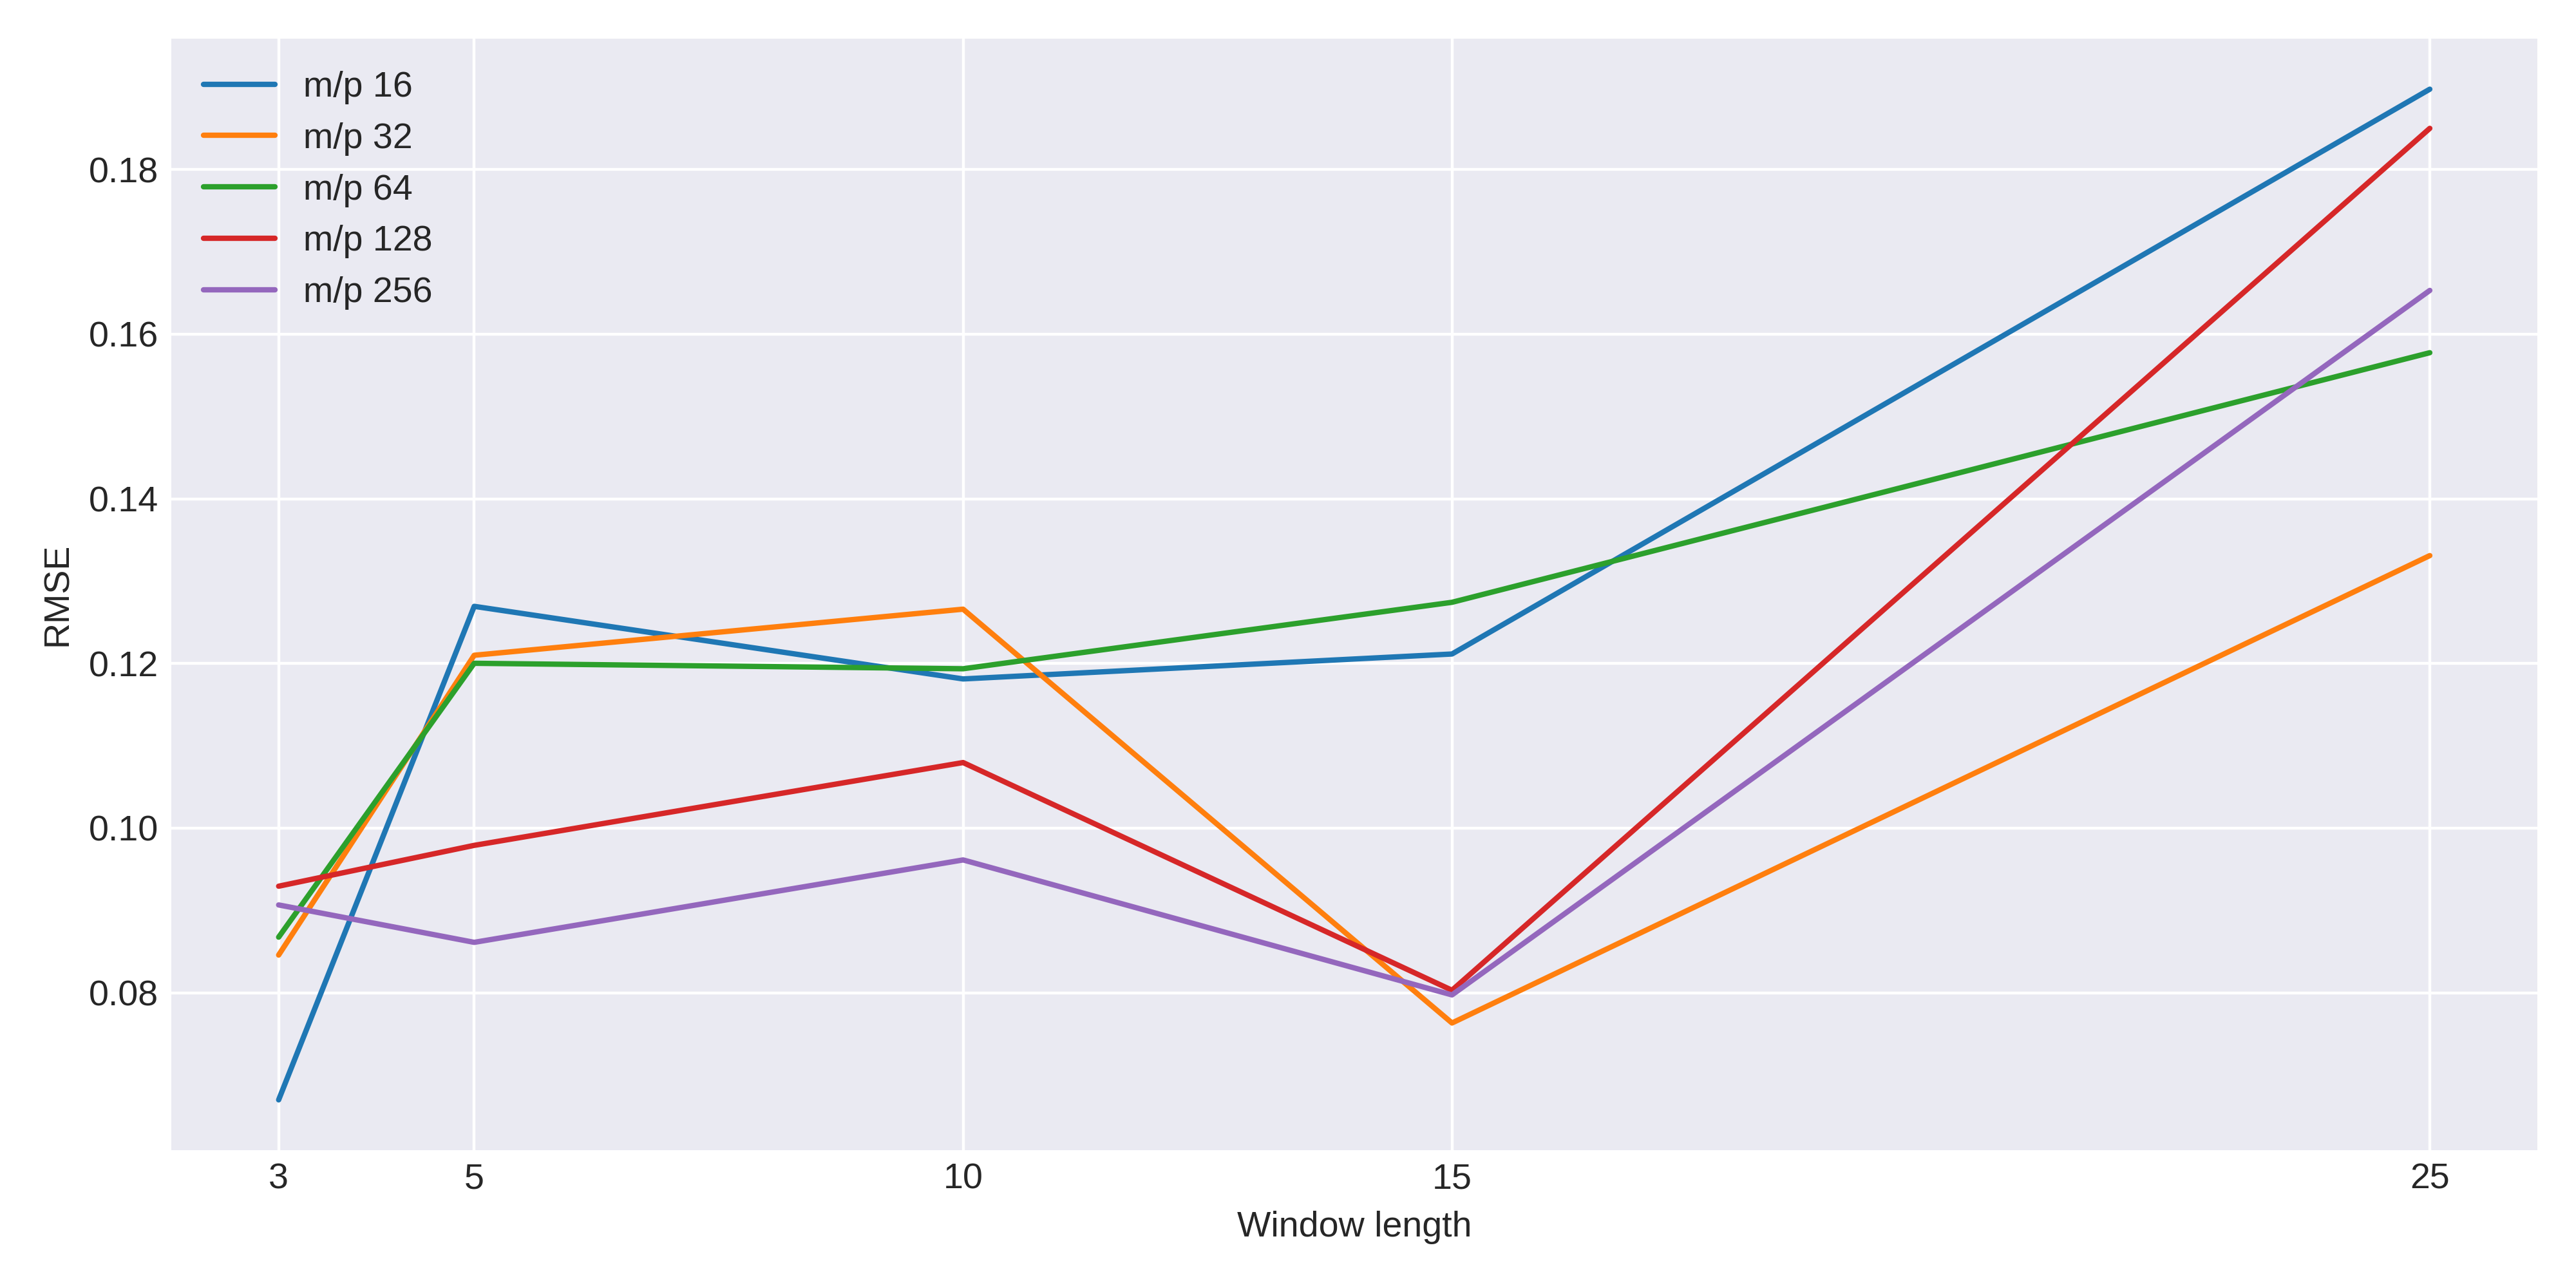 m/p 16
m/p 32
m/p 64
m/p 128
m/p 256
0.18
0.16
0.14
0.12
0.10
0.08
RMSE
3 5 10 15 25
Window length